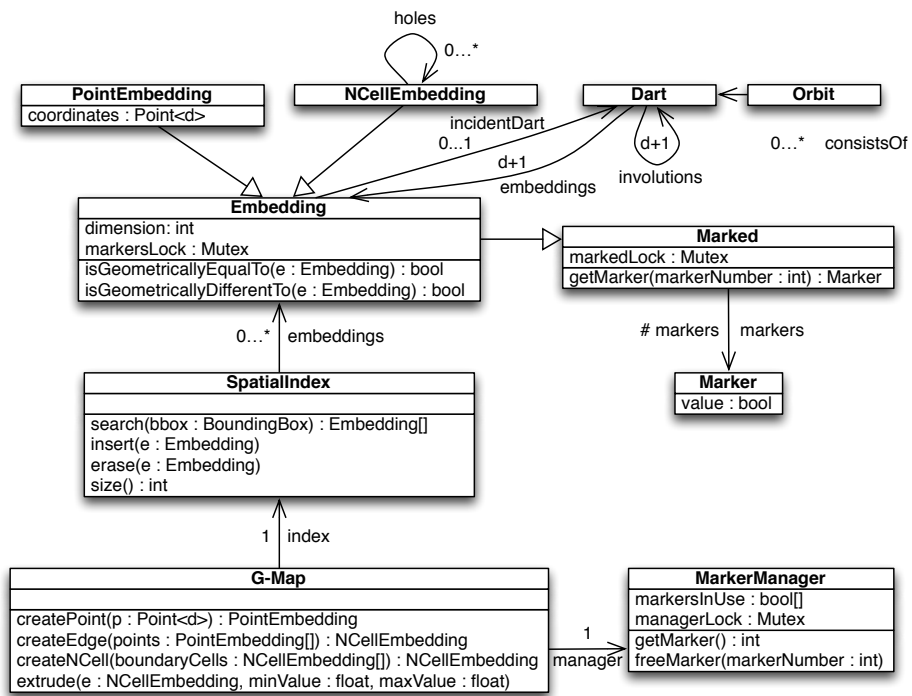 holes
0…*
PointEmbedding
coordinates : Point<d>
NCellEmbedding
Dart
Orbit
incidentDart
0…1
d+1
embeddings
d+1
involutions
0…* consistsOf
Embedding
dimension: int
markersLock : Mutex
isGeometricallyEqualTo(e : Embedding) : bool
isGeometricallyDifferentTo(e : Embedding) : bool
Marked
markedLock : Mutex
getMarker(markerNumber : int) : Marker
0…* embeddings
# markers markers
SpatialIndex
search(bbox : BoundingBox) : Embedding[]
insert(e : Embedding)
erase(e : Embedding)
size() : int
Marker
value : bool
1 index
G-Map
createPoint(p : Point<d>) : PointEmbedding
createEdge(points : PointEmbedding[]) : NCellEmbedding
createNCell(boundaryCells : NCellEmbedding[]) : NCellEmbedding
extrude(e : NCellEmbedding, minValue : float, maxValue : float)
1
manager
MarkerManager
markersInUse : bool[]
managerLock : Mutex
getMarker() : int
freeMarker(markerNumber : int)